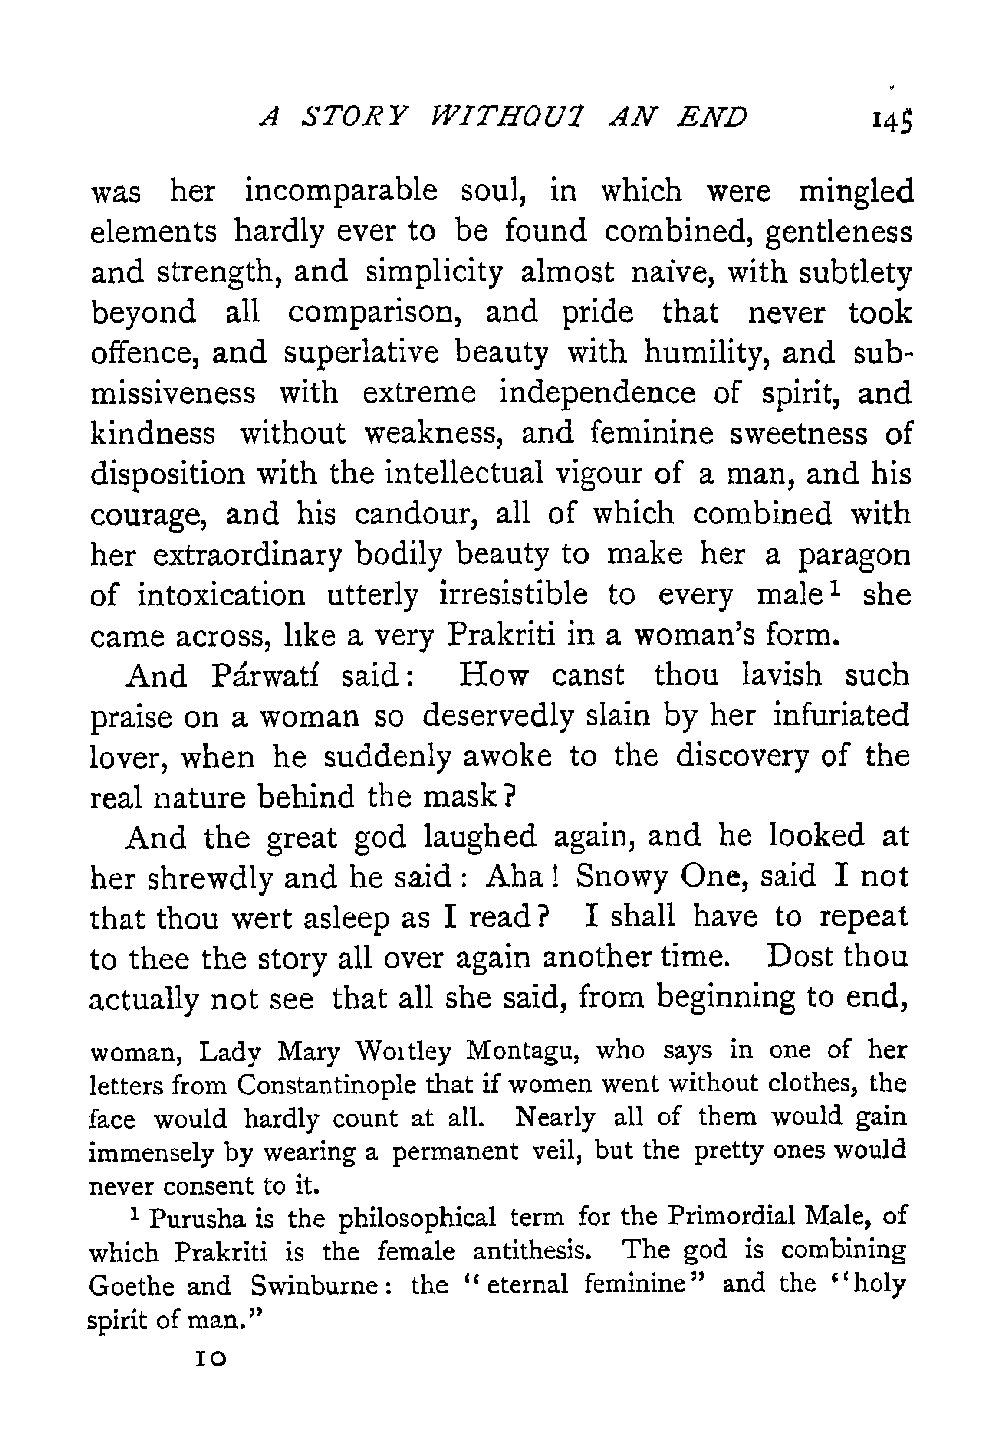 A STORY WITHOUT AN END 145
was her incomparable soul, in which were mingled
elements hardly ever to be found combined, gentleness
and strength, and simplicity almost naive, with subtlety
beyond all comparison, and pride that never took
offence, and superlative beauty with humility, and sub-
missiveness with extreme independence of spirit, and
kindness without weakness, and feminine sweetness of
disposition with the intellectual vigour of a man, and his
courage, and his candour, all of which combined with
her extraordinary bodily beauty to make her a paragon
of intoxication utterly irresistible to every male¹ she
came across, like a very Prakriti in a woman's form.
And Párwatí said: How canst thou lavish such
praise on a woman so deservedly slain by her infuriated
lover, when he suddenly awoke to the discovery of the
real nature behind the mask?
And the great god laughed again, and he looked at
her shrewdly and he said: Aha! Snowy One, said I not
that thou wert asleep as I read? I shall have to repeat
to thee the story all over again another time. Dost thou
actually not see that all she said, from beginning to end,
woman, Lady Mary Wortley Montagu, who says in one of her
letters from Constantinople that if women went without clothes, the
face would hardly count at all. Nearly all of them would gain
immensely by wearing a permanent veil, but the pretty ones would
never consent to it.
¹ Purusha is the philosophical term for the Primordial Male, of
which Prakriti is the female antithesis. The god is combining
Goethe and Swinburne: the "eternal feminine" and the "holy
spirit of man."
10